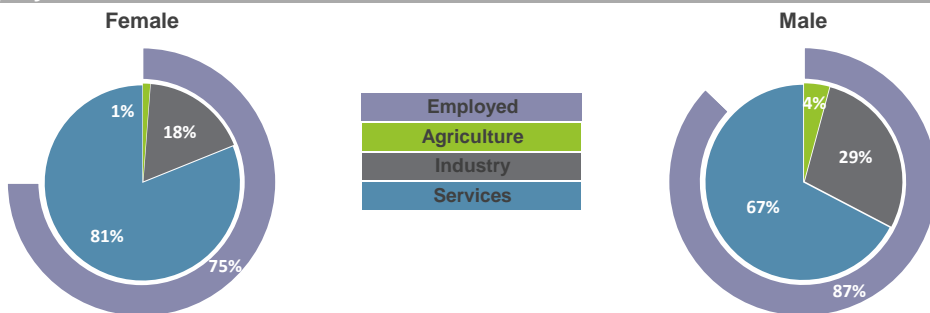 Female
Male
1%
18%
81%
75%
Employed
Agriculture
Industry
Services
4%
29%
67%
87%